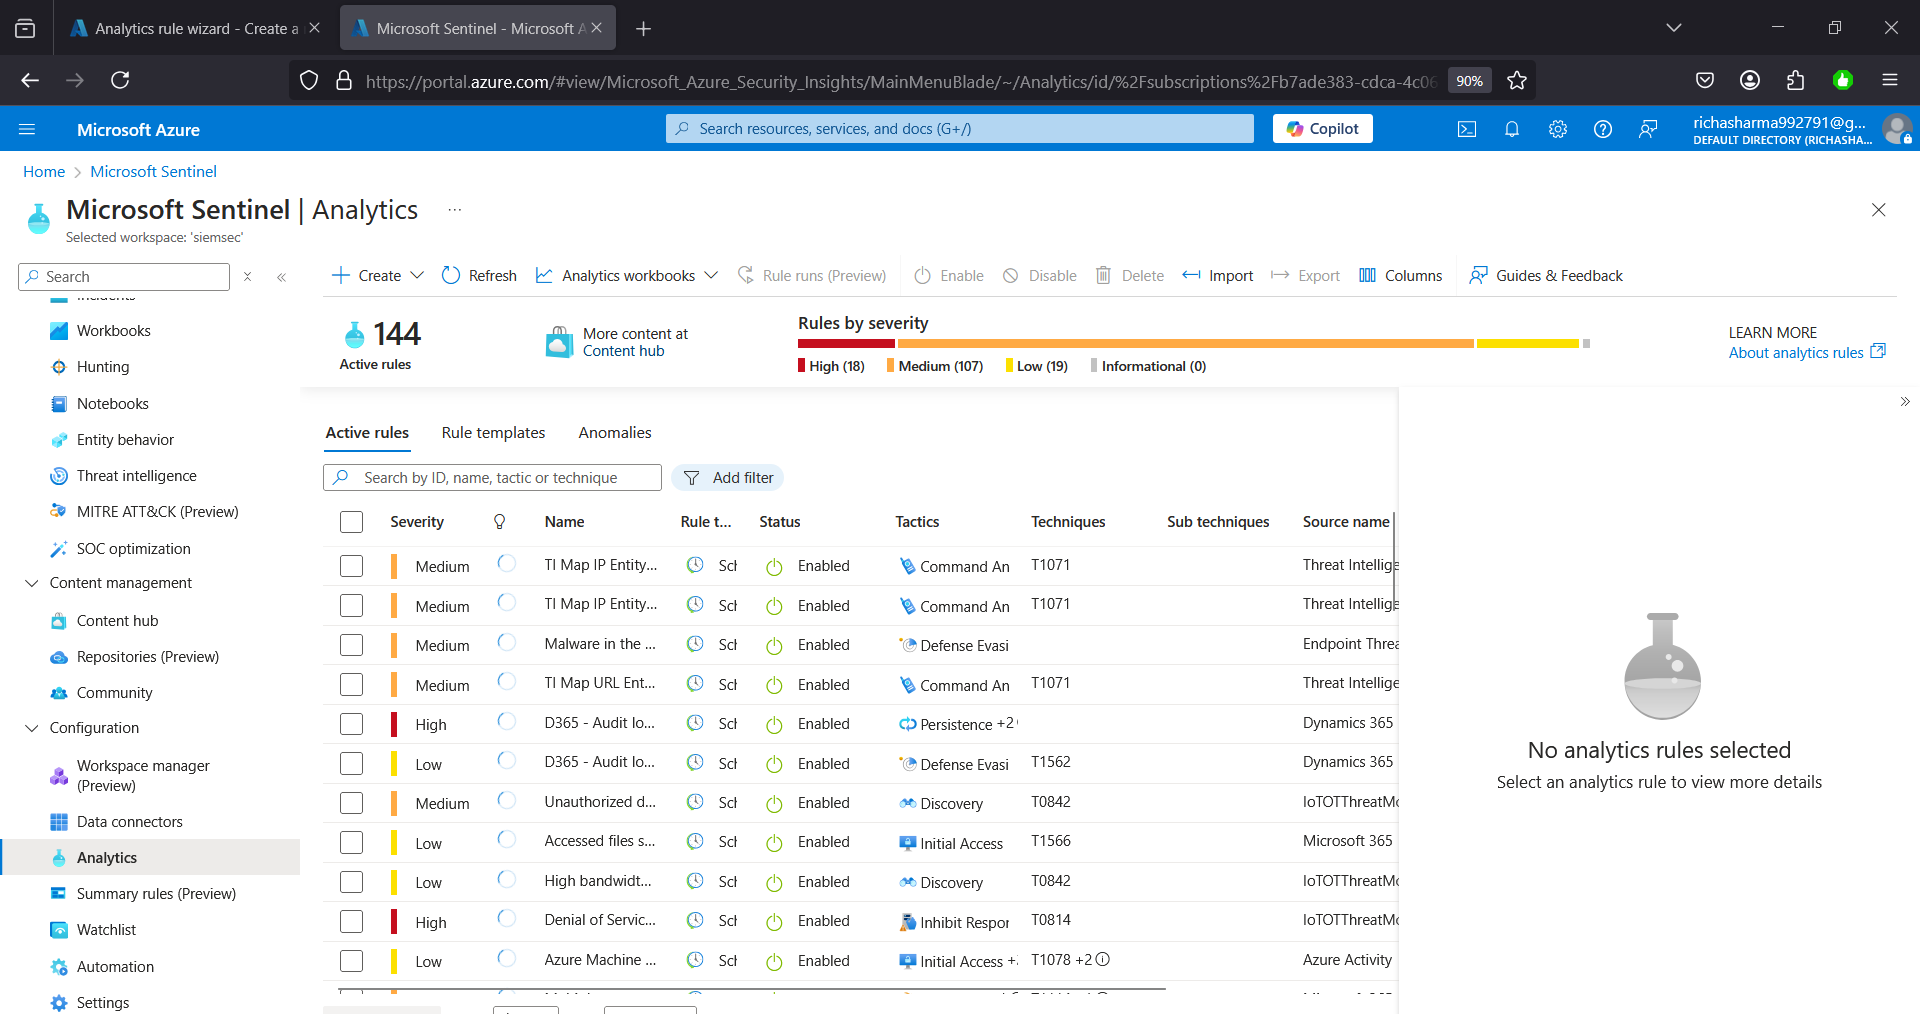 Analytics rule wizard - Create a
Microsoft Sentinel - Microsoft A
https://portal.azure.com/#view/Microsoft_Azure_Security_Insights/MainMenuBlade/~/Analytics/id/%2Fsubscriptions%2Fb7ade383-cdca-4c06
90%
Microsoft Azure
Search resources, services, and docs (G+/)
Copilot
richasharma992791@g...
DEFAULT DIRECTORY (RICHASHA...
Home > Microsoft Sentinel
Microsoft Sentinel | Analytics ...
Selected workspace: 'siemsec'
Search
Incidents
Workbooks
Hunting
Notebooks
Entity behavior
Threat intelligence
MITRE ATT&CK (Preview)
SOC optimization
Content management
Content hub
Repositories (Preview)
Community
Configuration
Workspace manager
(Preview)
Data connectors
Analytics
Summary rules (Preview)
Watchlist
Automation
Settings
Create Refresh Analytics workbooks Rule runs (Preview) Enable Disable Delete Import Export Columns Guides & Feedback
144
Active rules
More content at
Content hub
Rules by severity
High (18) Medium (107) Low (19) Informational (0)
LEARN MORE
About analytics rules
Active rules Rule templates Anomalies
Search by ID, name, tactic or technique
Add filter
Severity Name Rule t... Status Tactics Techniques Sub techniques Source name
Medium TI Map IP Entity... Sch Enabled Command An T1071 Threat Intellige
Medium TI Map IP Entity... Sch Enabled Command An T1071 Threat Intellige
Medium Malware in the ... Sch Enabled Defense Evasi Endpoint Threa
Medium TI Map URL Ent... Sch Enabled Command An T1071 Threat Intellige
High D365 - Audit lo... Sch Enabled Persistence +2 Dynamics 365
Low D365 - Audit lo... Sch Enabled Defense Evasi T1562 Dynamics 365
Medium Unauthorized d... Sch Enabled Discovery T0842 IoTOTThreatMo
Low Accessed files s... Sch Enabled Initial Access T1566 Microsoft 365
Low High bandwidt... Sch Enabled Discovery T0842 IoTOTThreatMo
High Denial of Servic... Sch Enabled Inhibit Respor T0814 IoTOTThreatMo
Low Azure Machine ... Sch Enabled Initial Access +2 T1078 +2 Azure Activity
No analytics rules selected
Select an analytics rule to view more details